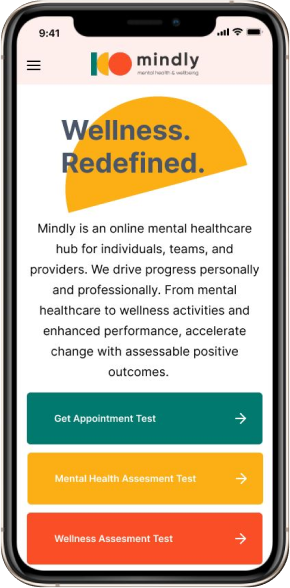 9:41
mindly
mental health & wellbeing
Wellness.
Redefined.
Mindly is an online mental healthcare
hub for individuals, teams, and
providers. We drive progress personally
and professionally. From mental
healthcare to wellness activities and
enhanced performance, accelerate
change with assessable positive
outcomes.
Get Appointment Test
Mental Health Assesment Test
Wellness Assesment Test